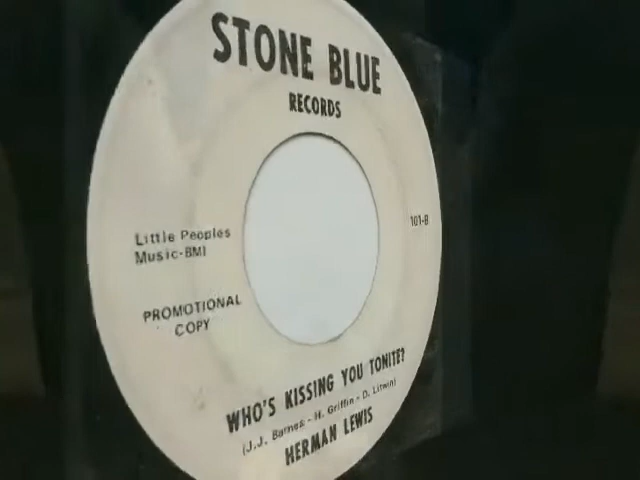 STONE BLUE
RECORDS
Little Peoples
Music-BMI
101-B
PROMOTIONAL
COPY
WHO'S KISSING YOU TONITE?
(J.J. Barnes - H. Griffin - D. Litwin)
HERMAN LEWIS